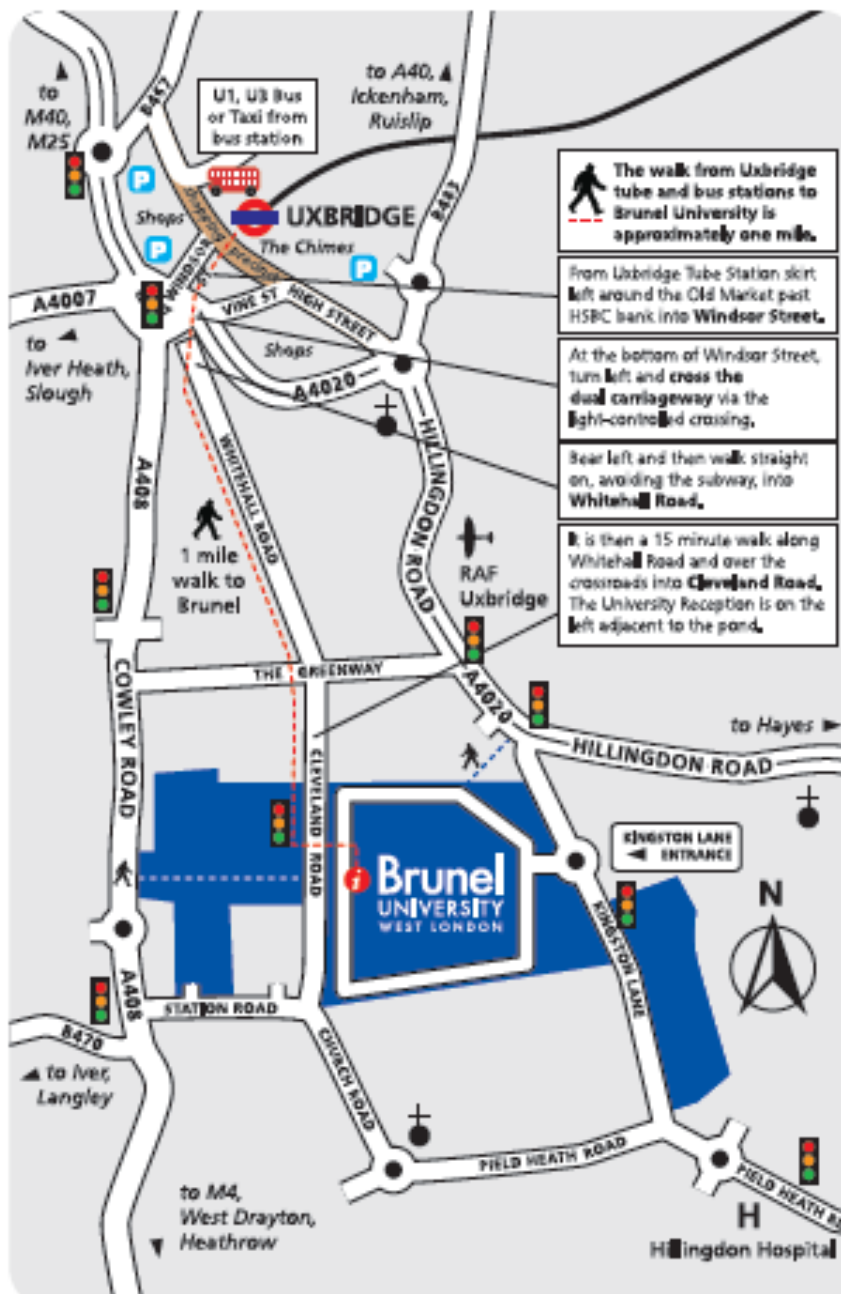 to
M40,
M25
B467
U1, U3 Bus
or Taxi from
bus station
to A40,
Ickenham,
Ruislip
B483
P
Shops
P
UXBRIDGE
The Chimes
P
WINDSOR
ST
VINE ST
HIGH STREET
Shops
A4007
to
Iver Heath,
Slough
A4020
The walk from Uxbridge
tube and bus stations to
Brunel University is
approximately one mile.
From Uxbridge Tube Station skirt
left around the Old Market past
HSBC bank into Windsor Street.
At the bottom of Windsor Street,
turn left and cross the
dual carriageway via the
light-controlled crossing.
Bear left and then walk straight
on, avoiding the subway, into
Whitehall Road.
It is then a 15 minute walk along
Whitehall Road and over the
crossroads into Cleveland Road.
The University Reception is on the
left adjacent to the pond.
A408
WHITEHALL ROAD
HILLINGDON ROAD
1 mile
walk to
Brunel
RAF
Uxbridge
THE GREENWAY
A4020
to Hayes
HILLINGDON ROAD
COWLEY ROAD
CLEVELAND ROAD
KINGSTON LANE
ENTRANCE
i
Brunel
UNIVERSITY
WEST LONDON
KINGSTON LANE
N
A408
STATION ROAD
B470
to Iver,
Langley
CHURCH ROAD
PIELD HEATH ROAD
PIELD HEATH
to M4,
West Drayton,
Heathrow
H
Hillingdon Hospital